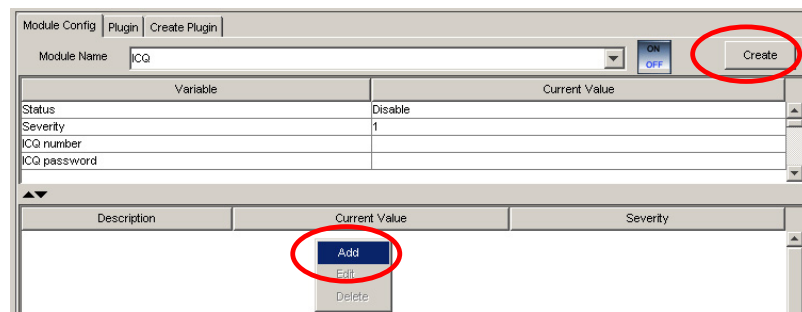 Module Config Plugin Create Plugin
Module Name ICQ ON OFF Create
Variable Current Value
Status Disable
Severity 1
ICQ number
ICQ password
Description Current Value Severity
Add
Edit
Delete